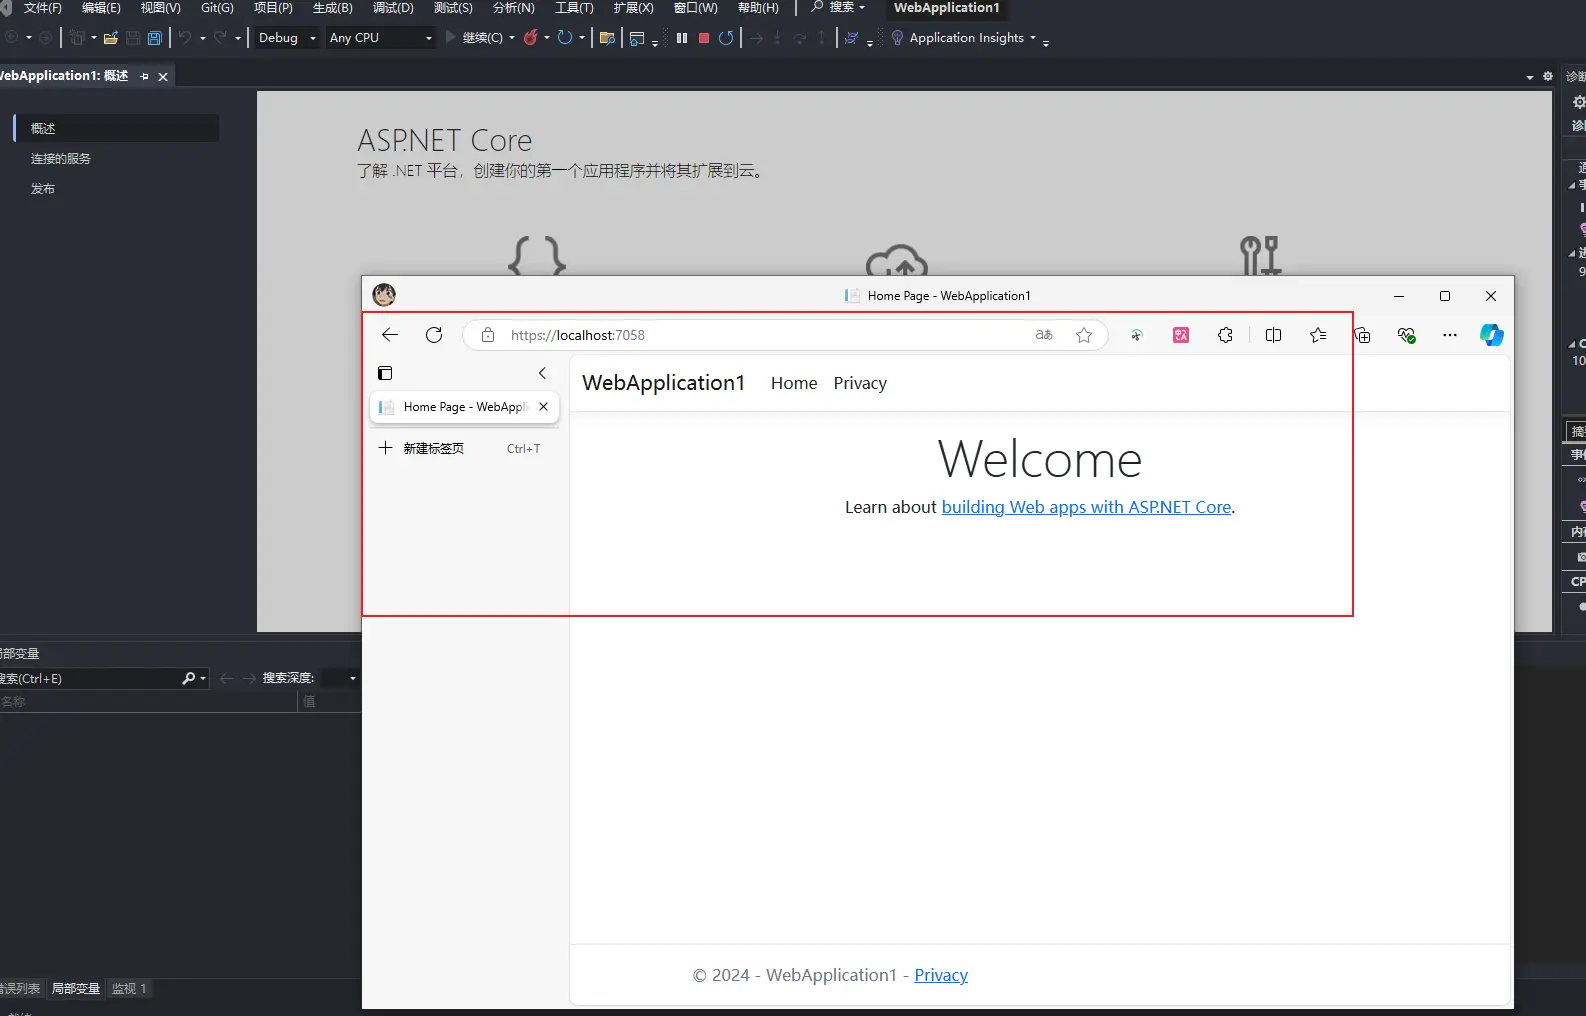 文件(F) 编辑(E) 视图(V) Git(G) 项目(P) 生成(B) 调试(D) 测试(S) 分析(N) 工具(T) 扩展(X) 窗口(W) 帮助(H) 搜索 WebApplication1
Debug Any CPU 继续(C) Application Insights
WebApplication1: 概述
概述
连接的服务
发布
ASP.NET Core
了解 .NET 平台，创建你的第一个应用程序并将其扩展到云。
Home Page - WebApplication1
https://localhost:7058
Home Page - WebAppli
新建标签页 Ctrl+T
WebApplication1 Home Privacy
Welcome
Learn about building Web apps with ASP.NET Core.
© 2024 - WebApplication1 - Privacy
局部变量
搜索(Ctrl+E) 搜索深度:
名称 值
错误列表 局部变量 监视 1